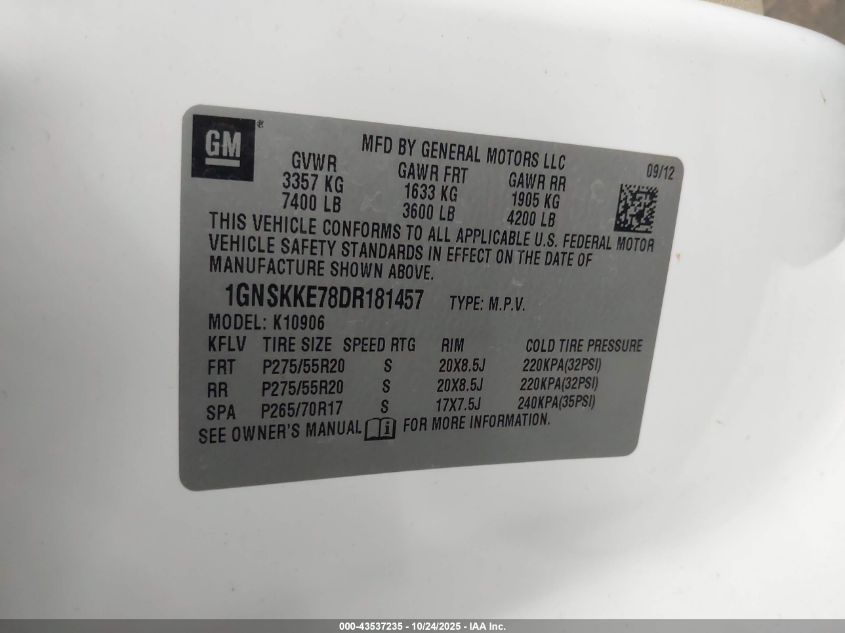 GM
MFD BY GENERAL MOTORS LLC
09/12
GVWR GAWR FRT GAWR RR
3357 KG 1633 KG 1905 KG
7400 LB 3600 LB 4200 LB
THIS VEHICLE CONFORMS TO ALL APPLICABLE U.S. FEDERAL MOTOR
VEHICLE SAFETY STANDARDS IN EFFECT ON THE DATE OF
MANUFACTURE SHOWN ABOVE.
1GNSKKE78DR181457 TYPE: M.P.V.
MODEL: K10906
KFLV TIRE SIZE SPEED RTG RIM COLD TIRE PRESSURE
FRT P275/55R20 S 20X8.5J 220KPA(32PSI)
RR P275/55R20 S 20X8.5J 220KPA(32PSI)
SPA P265/70R17 S 17X7.5J 240KPA(35PSI)
SEE OWNER'S MANUAL i FOR MORE INFORMATION.
000-43537235 - 10/24/2025 - IAA Inc.